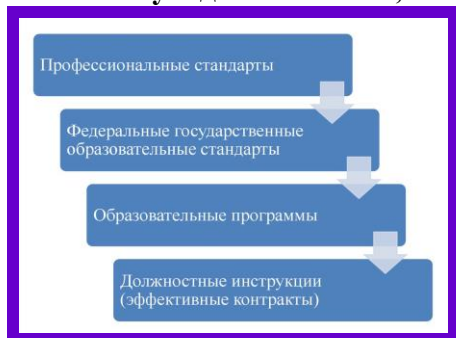 Профессиональные стандарты
Федеральные государственные
образовательные стандарты
Образовательные программы
Должностные инструкции
(эффективные контракты)